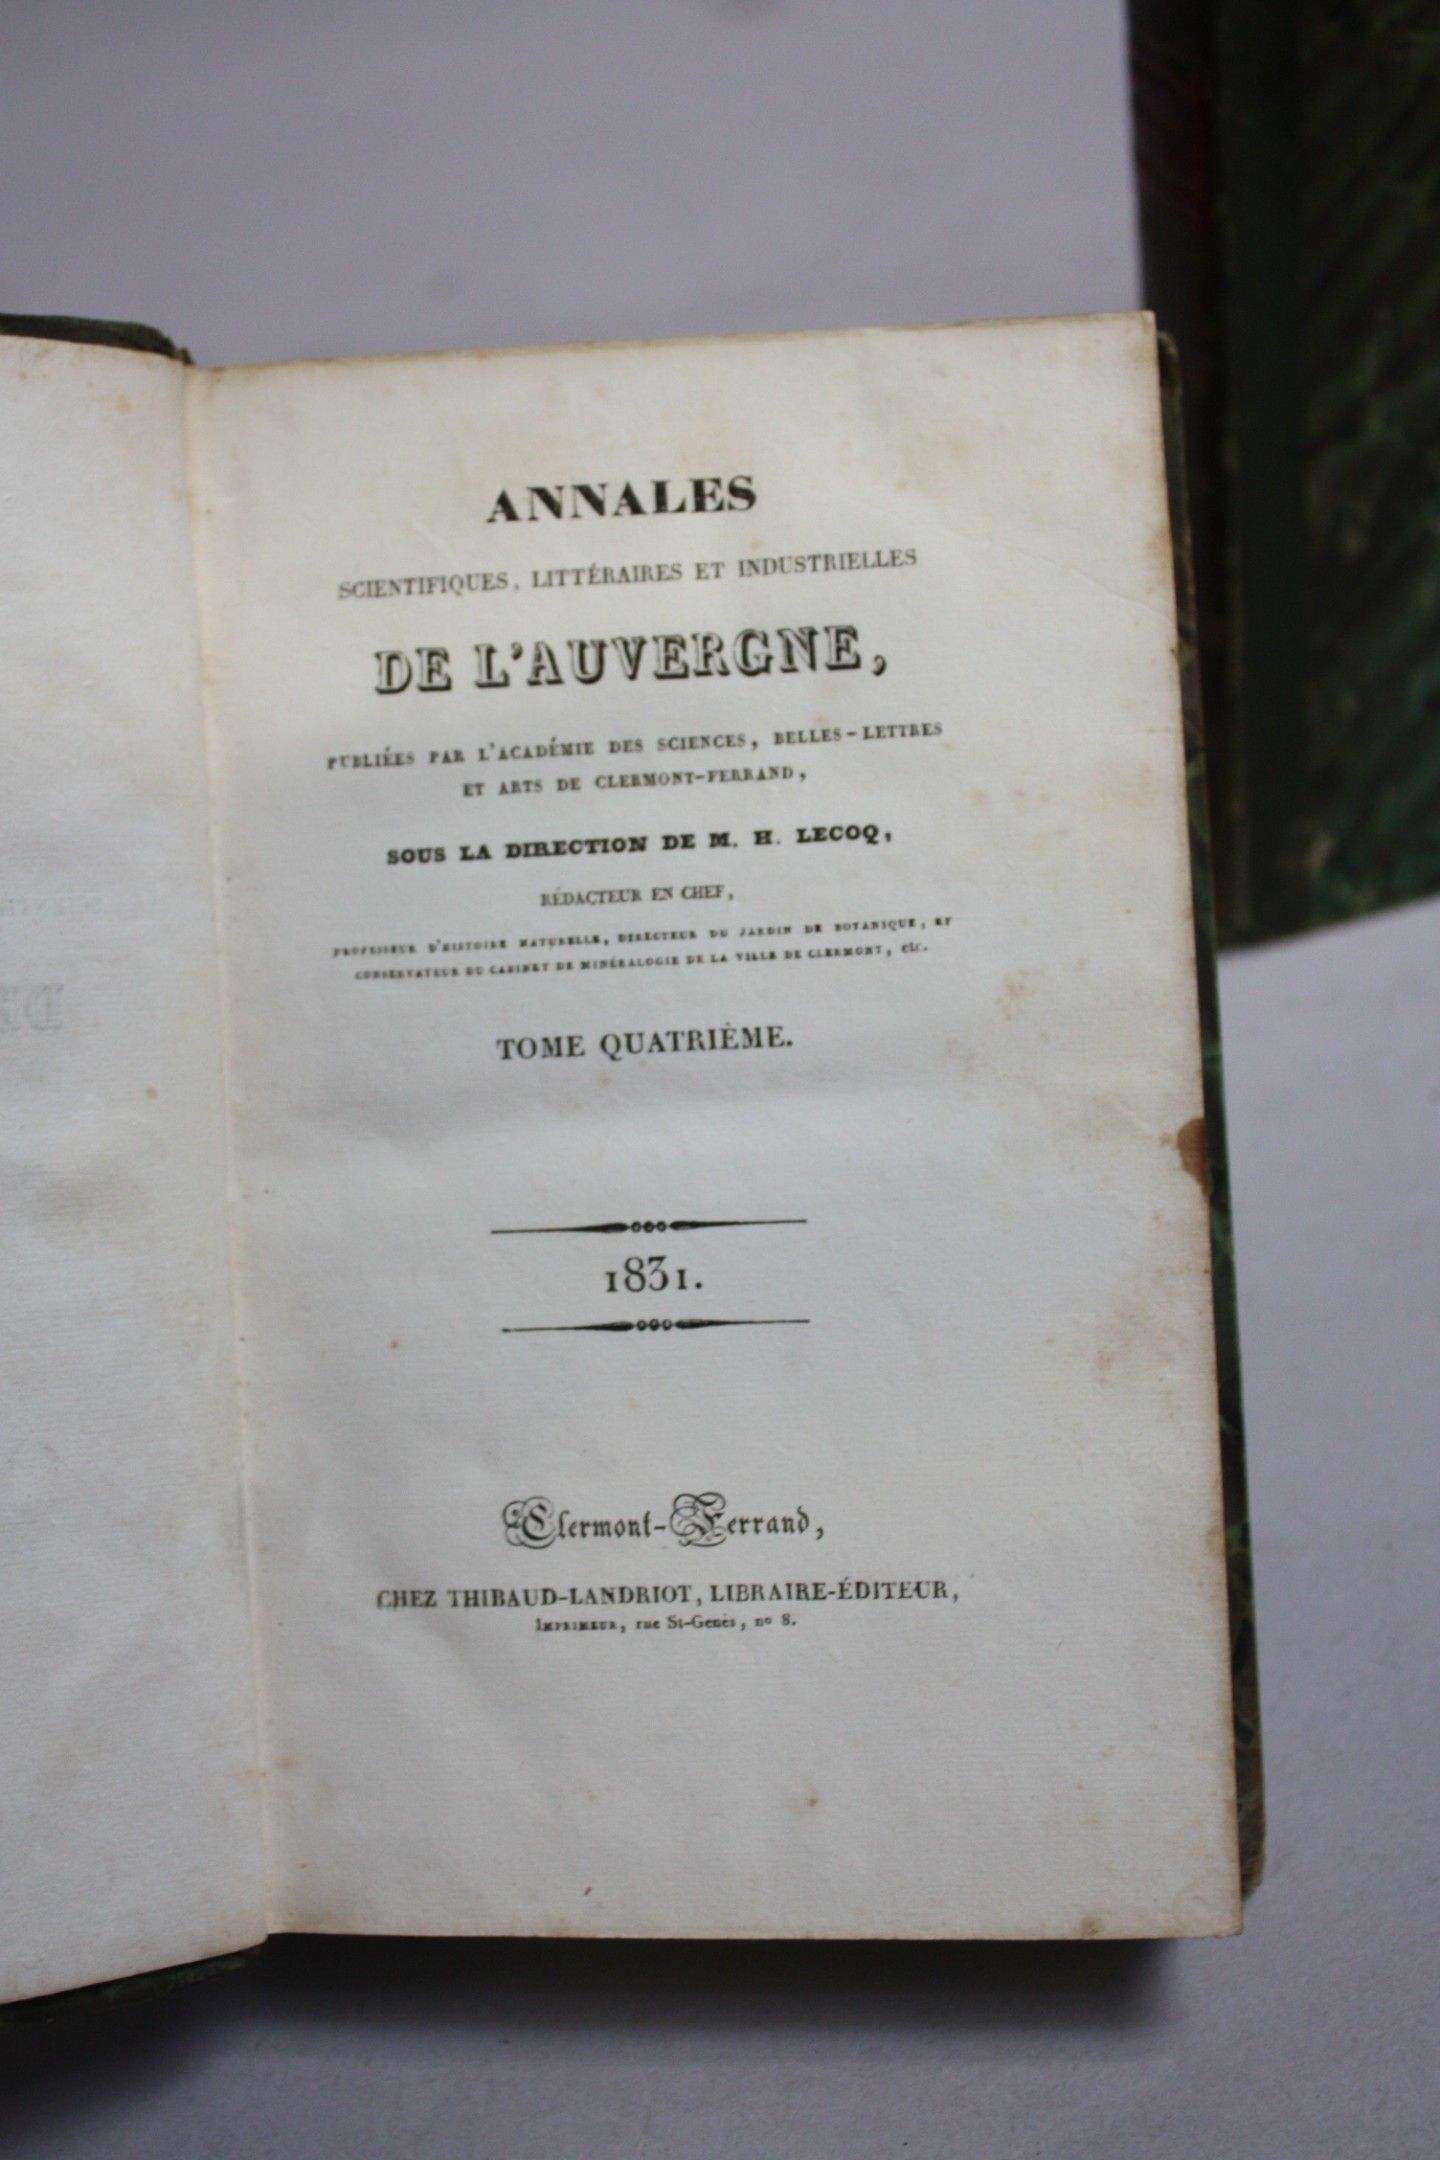 ANNALES
SCIENTIFIQUES, LITTÉRAIRES ET INDUSTRIELLES
DE L'AUVERGNE,
PUBLIÉES PAR L'ACADÉMIE DES SCIENCES, BELLES-LETTRES
ET ARTS DE CLERMONT-FERRAND,
SOUS LA DIRECTION DE M. H. LECOQ,
RÉDACTEUR EN CHEF,
PROFESSEUR D'HISTOIRE NATURELLE, DIRECTEUR DU JARDIN DE BOTANIQUE, ET
CONSERVATEUR DU CABINET DE MINÉRALOGIE DE LA VILLE DE CLERMONT, etc.
TOME QUATRIÈME.
1831.
Clermont-Ferrand,
CHEZ THIBAUD-LANDRIOT, LIBRAIRE-ÉDITEUR,
IMPRIMEUR, rue St-Genès, no 8.